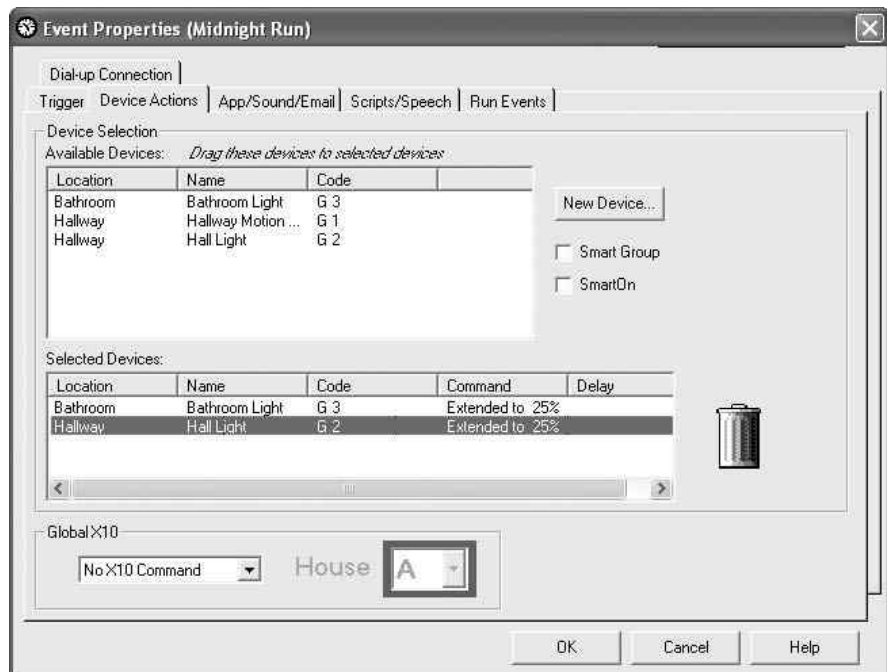 Event Properties (Midnight Run)
Dial-up Connection
Trigger Device Actions App/Sound/Email Scripts/Speech Run Events
Device Selection
Available Devices: Drag these devices to selected devices
Location Name Code
Bathroom Bathroom Light G 3
Hallway Hallway Motion ... G 1
Hallway Hall Light G 2
New Device...
Smart Group
SmartOn
Selected Devices:
Location Name Code Command Delay
Bathroom Bathroom Light G 3 Extended to 25%
Hallway Hall Light G 2 Extended to 25%
Global X10
No X10 Command House A
OK Cancel Help